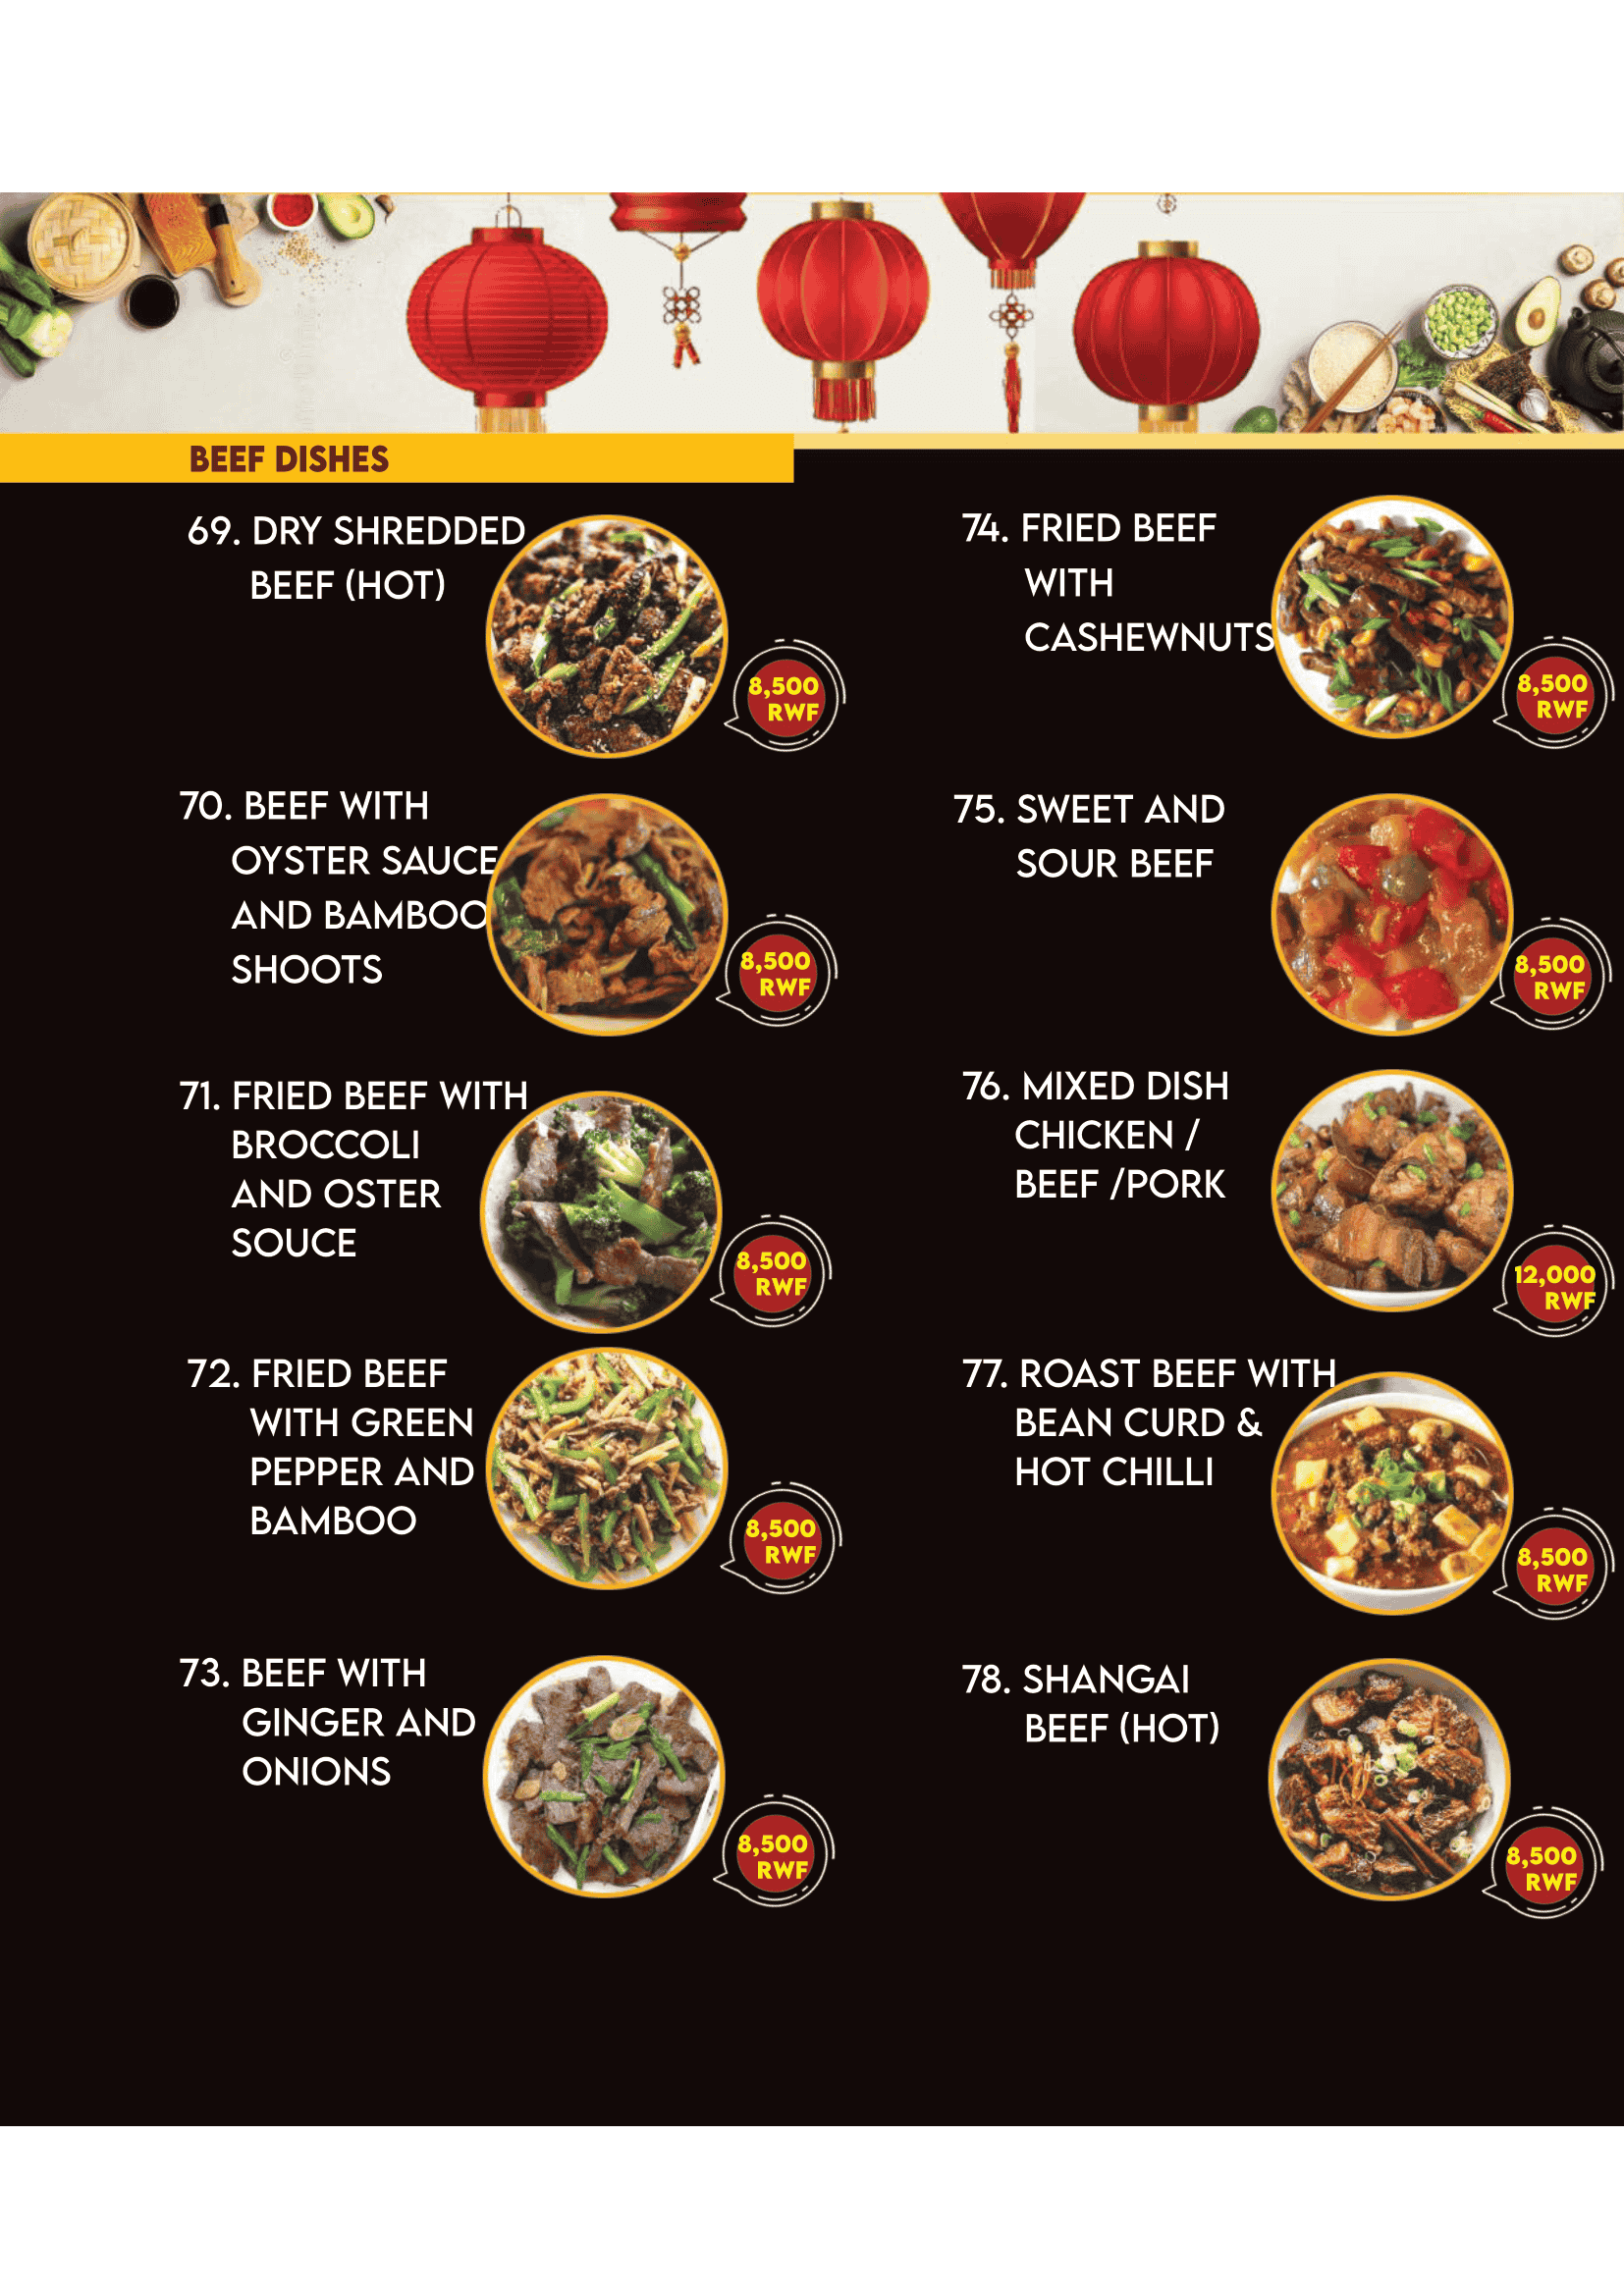 BEEF DISHES
69. DRY SHREDDED
BEEF (HOT)
8,500
RWF
70. BEEF WITH
OYSTER SAUCE
AND BAMBOO
SHOOTS
8,500
RWF
71. FRIED BEEF WITH
BROCCOLI
AND OSTER
SOUCE
8,500
RWF
72. FRIED BEEF
WITH GREEN
PEPPER AND
BAMBOO
8,500
RWF
73. BEEF WITH
GINGER AND
ONIONS
8,500
RWF
74. FRIED BEEF
WITH
CASHEWNUTS
8,500
RWF
75. SWEET AND
SOUR BEEF
8,500
RWF
76. MIXED DISH
CHICKEN /
BEEF /PORK
12,000
RWF
77. ROAST BEEF WITH
BEAN CURD &
HOT CHILLI
8,500
RWF
78. SHANGAI
BEEF (HOT)
8,500
RWF